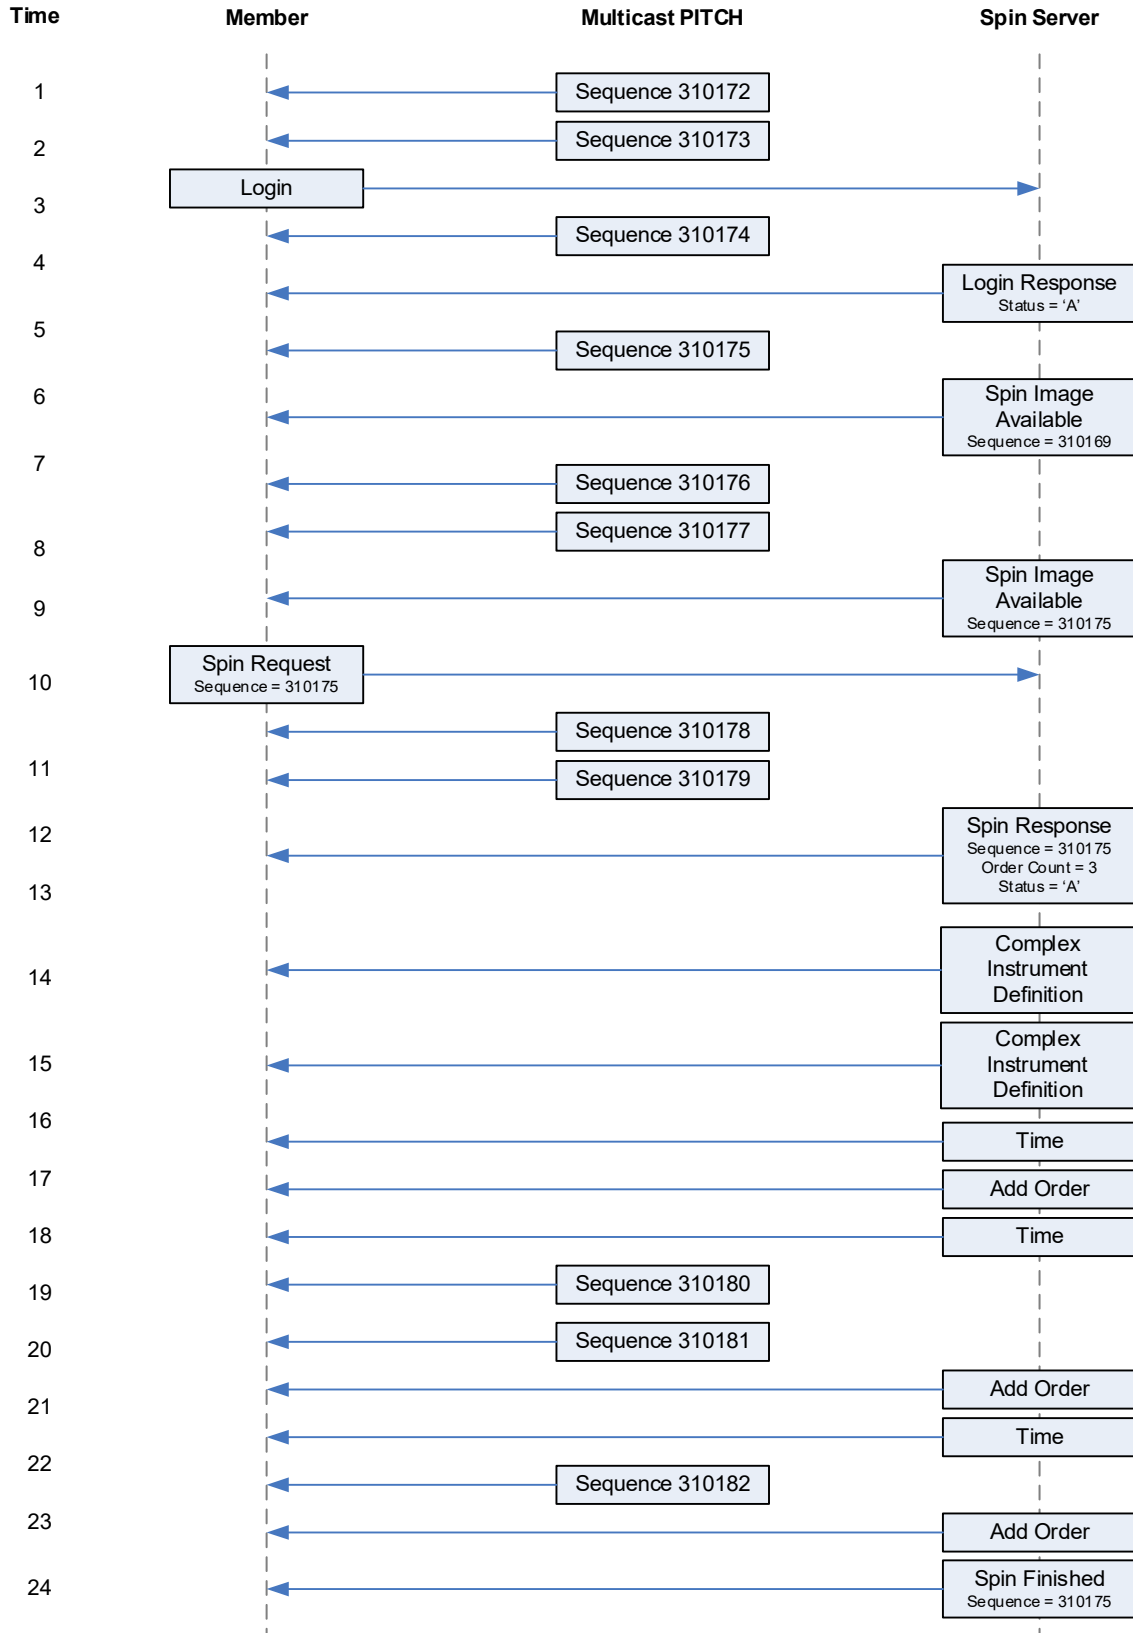 Time Member Multicast PITCH Spin Server
1
Sequence 310172
2
Sequence 310173
Login
3
Sequence 310174
4
Login Response
Status = ‘A’
5
Sequence 310175
6
Spin Image
Available
Sequence = 310169
7
Sequence 310176
Sequence 310177
8
Spin Image
Available
Sequence = 310175
9
Spin Request
Sequence = 310175
10
Sequence 310178
11
Sequence 310179
12
Spin Response
Sequence = 310175
Order Count = 3
Status = ‘A’
13
Complex
Instrument
Definition
14
Complex
Instrument
Definition
15
16
Time
17
Add Order
18
Time
19
Sequence 310180
20
Sequence 310181
Add Order
21
Time
22
Sequence 310182
23
Add Order
24
Spin Finished
Sequence = 310175